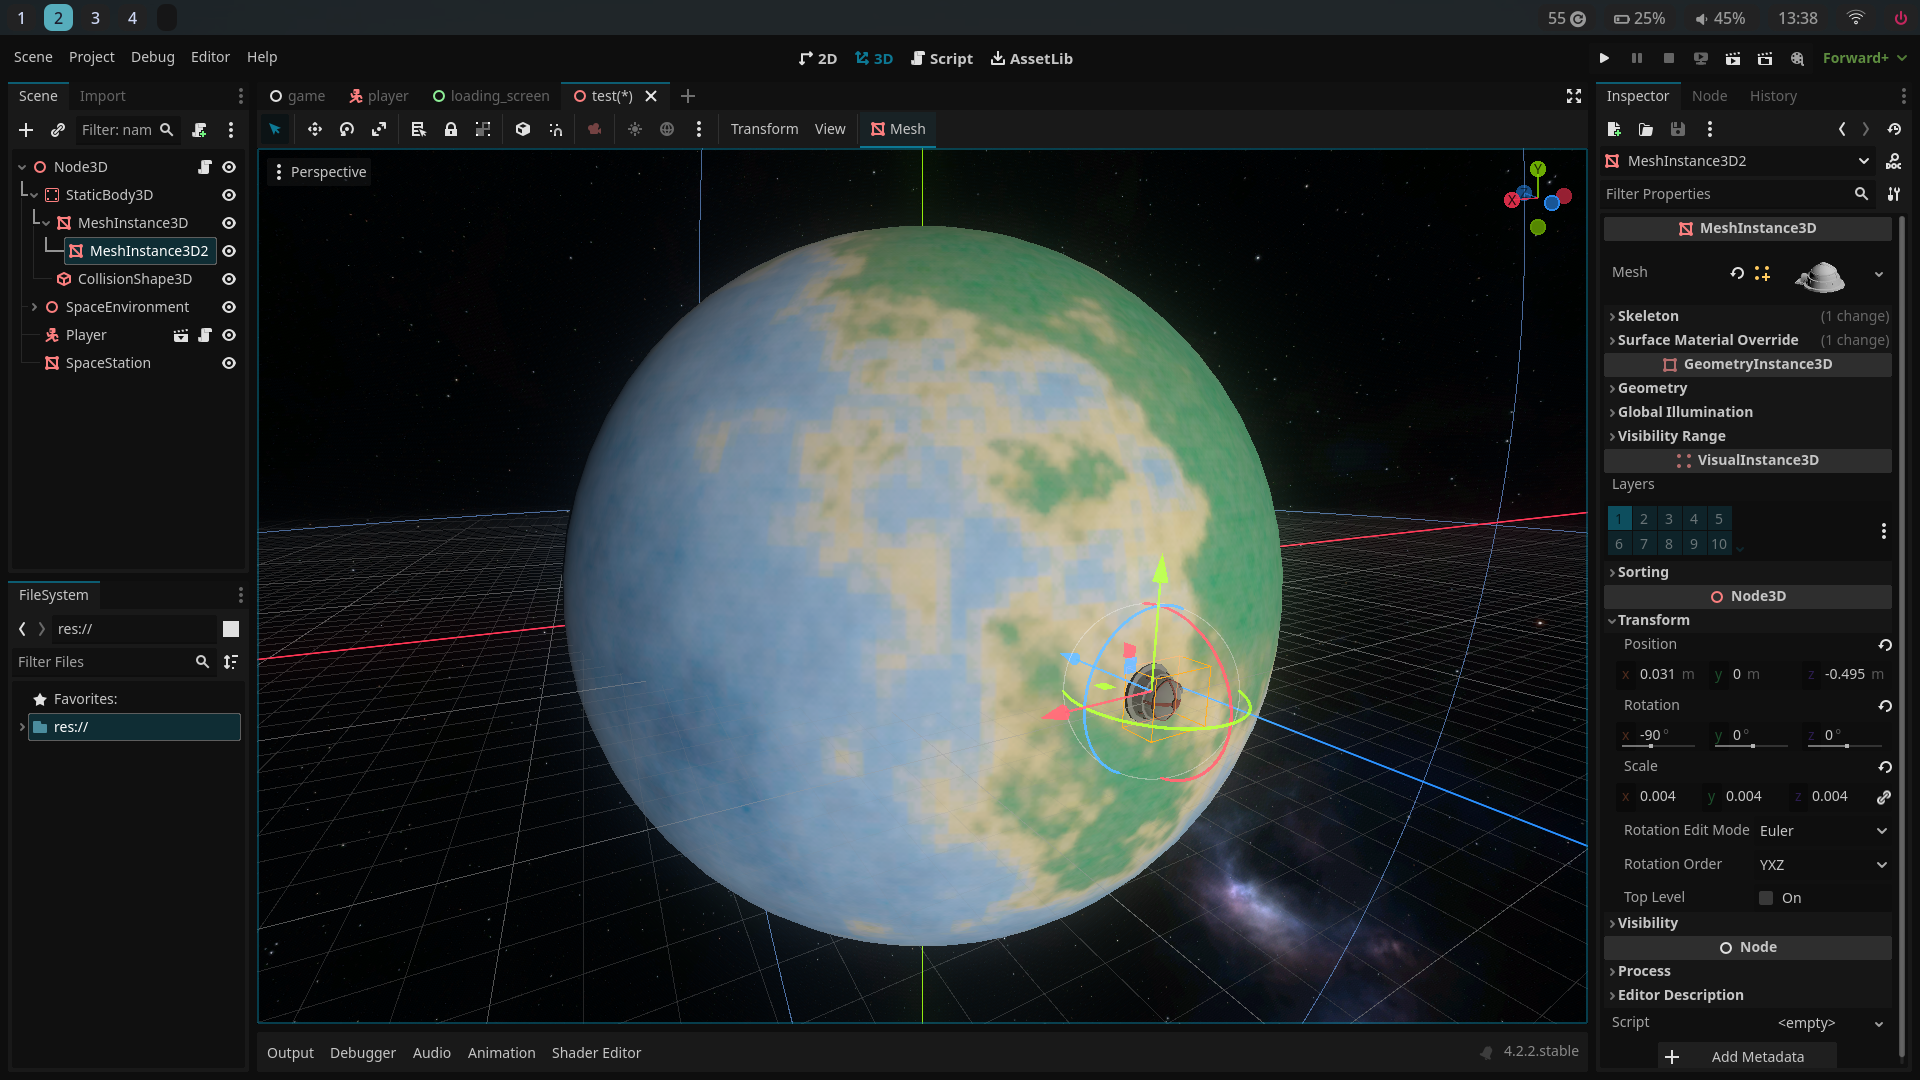 1 2 3 4
55 25% 45% 13:38
Scene Project Debug Editor Help
2D 3D Script AssetLib
Forward+
Scene Import
Filter: nam
Node3D
StaticBody3D
MeshInstance3D
MeshInstance3D2
CollisionShape3D
SpaceEnvironment
Player
SpaceStation
FileSystem
res://
Filter Files
Favorites:
res://
game player loading_screen test(*)
Transform View Mesh
Perspective
Y
X
Z
Output Debugger Audio Animation Shader Editor
4.2.2.stable
Inspector Node History
MeshInstance3D2
Filter Properties
MeshInstance3D
Mesh
Skeleton (1 change)
Surface Material Override (1 change)
GeometryInstance3D
Geometry
Global Illumination
Visibility Range
VisualInstance3D
Layers
1 2 3 4 5
6 7 8 9 10
Sorting
Node3D
Transform
Position
x 0.031 m y 0 m z -0.495 m
Rotation
x -90 ° y 0 ° z 0 °
Scale
x 0.004 y 0.004 z 0.004
Rotation Edit Mode Euler
Rotation Order YXZ
Top Level On
Visibility
Node
Process
Editor Description
Script <empty>
Add Metadata